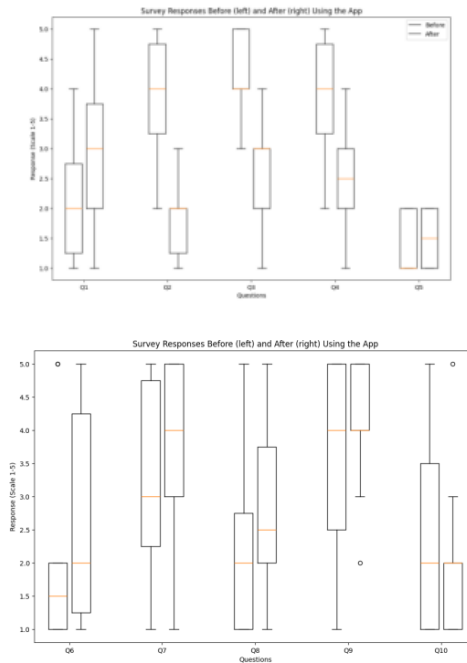 Survey Responses Before (left) and After (right) Using the App
Before
After
5.0
4.5
4.0
3.5
3.0
2.5
2.0
1.5
1.0
Response (Scale 1-5)
Q1 Q2 Q3 Q4 Q5
Questions
Survey Responses Before (left) and After (right) Using the App
5.0
4.5
4.0
3.5
3.0
2.5
2.0
1.5
1.0
Response (Scale 1-5)
Q6 Q7 Q8 Q9 Q10
Questions